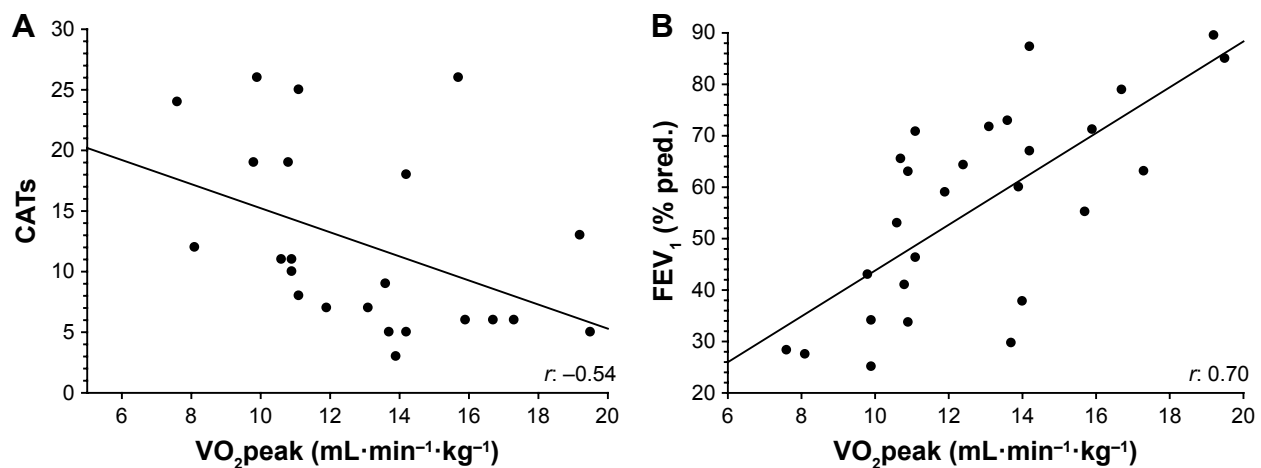 A
30
25
20
15
10
5
0
CATs
6 8 10 12 14 16 18 20
VO₂peak (mL·min⁻¹·kg⁻¹)
r: –0.54
B
90
80
70
60
50
40
30
20
FEV₁ (% pred.)
6 8 10 12 14 16 18 20
VO₂peak (mL·min⁻¹·kg⁻¹)
r: 0.70